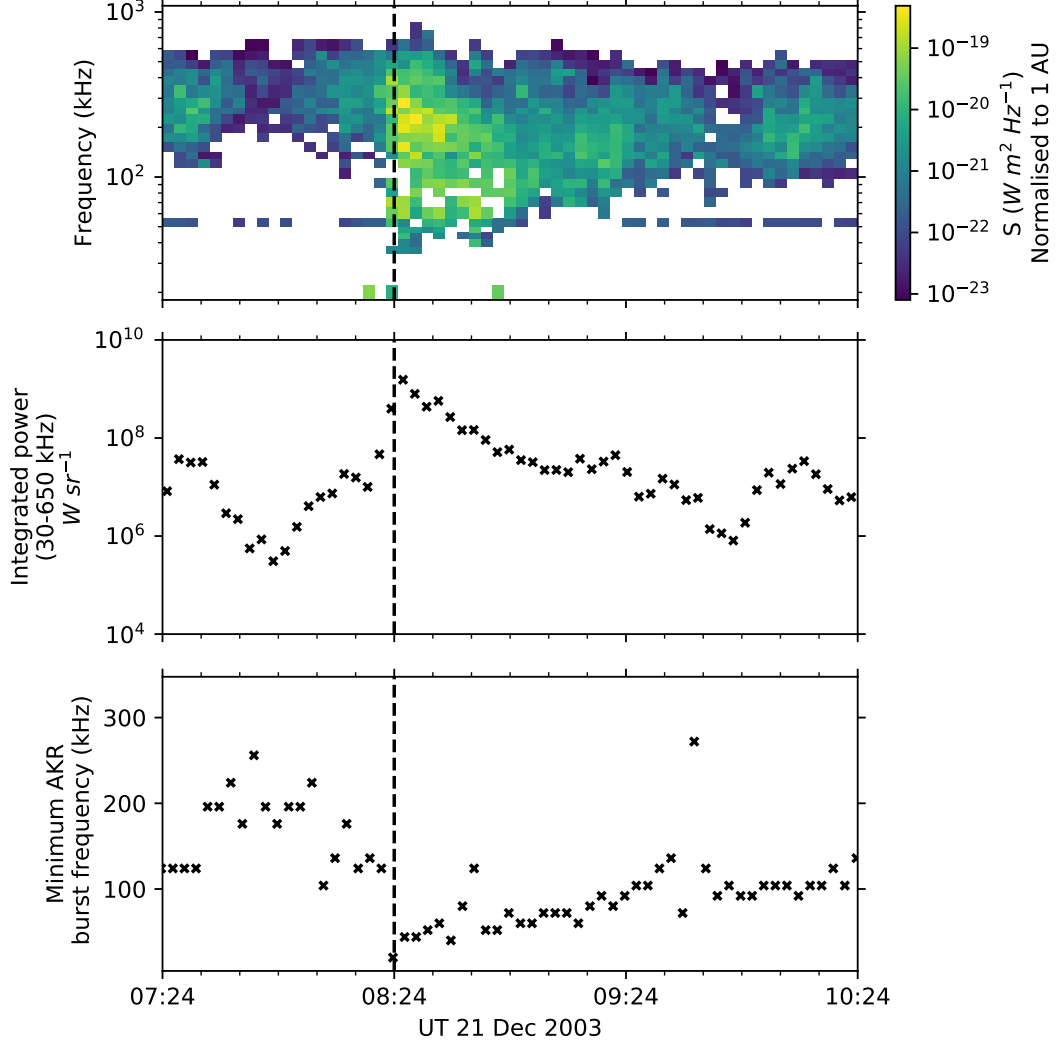 10³
10²
Frequency (kHz)
10⁻¹⁹
10⁻²⁰
10⁻²¹
10⁻²²
10⁻²³
S (W m² Hz⁻¹)
Normalised to 1 AU
10¹⁰
10⁸
10⁶
10⁴
Integrated power
(30-650 kHz)
W sr⁻¹
300
200
100
Minimum AKR
burst frequency (kHz)
07:24 08:24 09:24 10:24
UT 21 Dec 2003